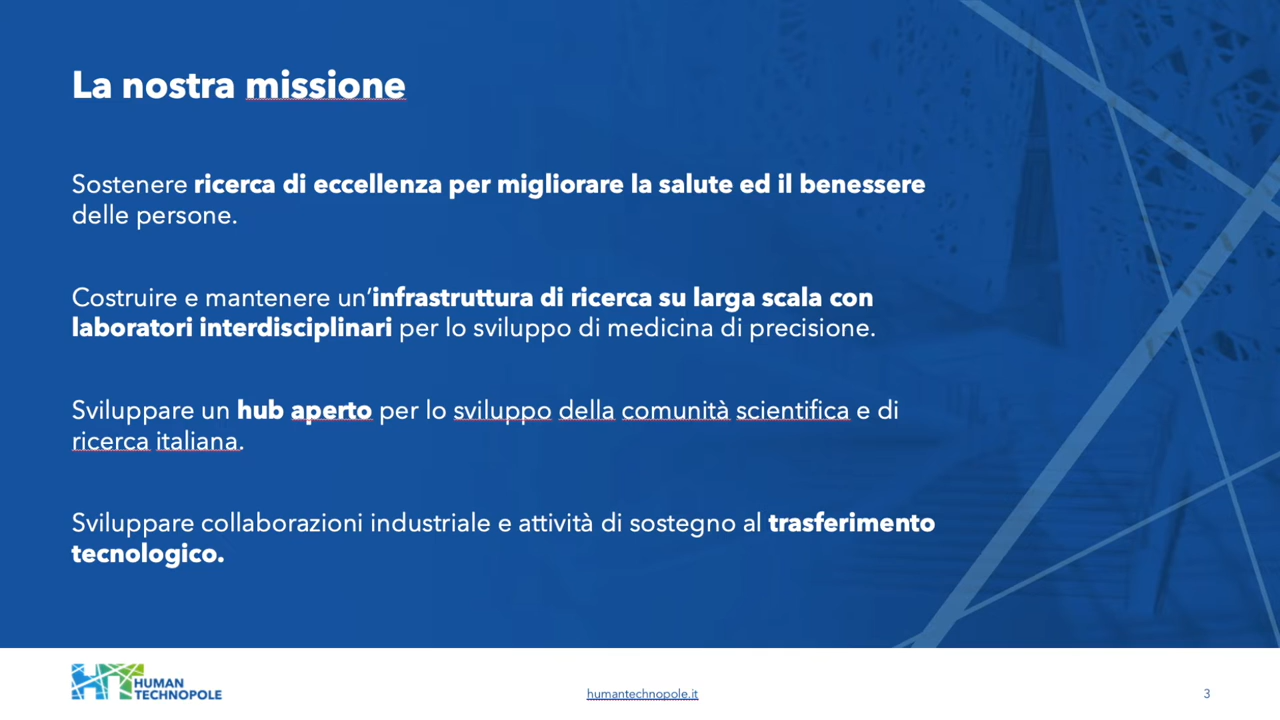 La nostra missione
Sostenere ricerca di eccellenza per migliorare la salute ed il benessere
delle persone.
Costruire e mantenere un’infrastruttura di ricerca su larga scala con
laboratori interdisciplinari per lo sviluppo di medicina di precisione.
Sviluppare un hub aperto per lo sviluppo della comunità scientifica e di
ricerca italiana.
Sviluppare collaborazioni industriale e attività di sostegno al trasferimento
tecnologico.
HT HUMAN
TECHNOPOLE
humantechnopole.it
3